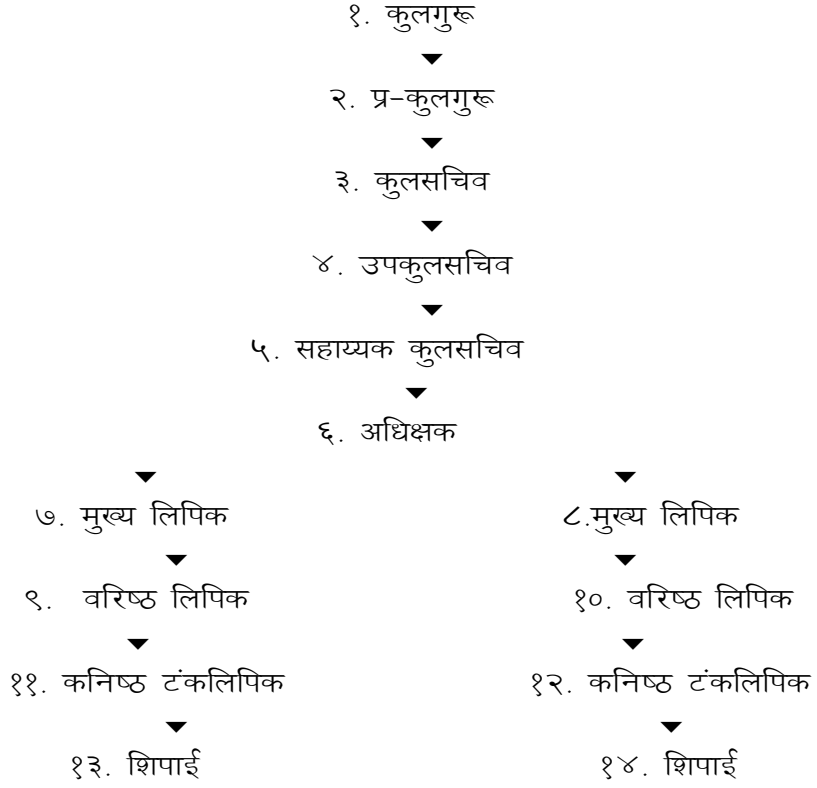 १. कुलगुरू
२. प्र-कुलगुरू
३. कुलसचिव
४. उपकुलसचिव
५. सहाय्यक कुलसचिव
६. अधिक्षक
७. मुख्य लिपिक ८.मुख्य लिपिक
९. वरिष्ठ लिपिक १०. वरिष्ठ लिपिक
११. कनिष्ठ टंकलिपिक १२. कनिष्ठ टंकलिपिक
१३. शिपाई १४. शिपाई